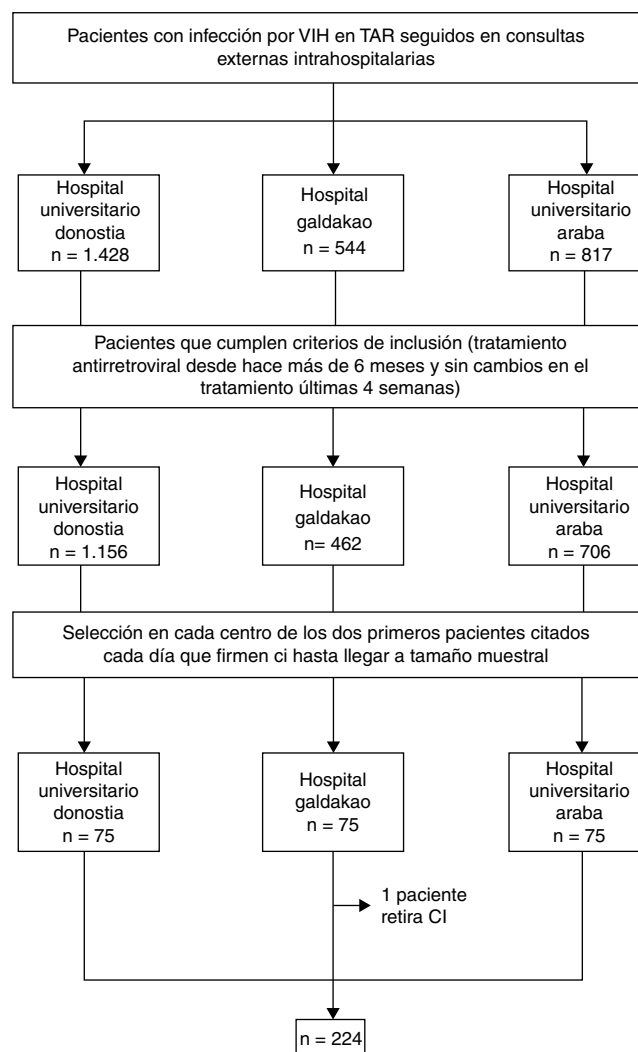 Pacientes con infección por VIH en TAR seguidos en consultas
externas intrahospitalarias
Hospital
universitario
donostia
n = 1.428
Hospital
galdakao
n = 544
Hospital
universitario
araba
n = 817
Pacientes que cumplen criterios de inclusión (tratamiento
antirretroviral desde hace más de 6 meses y sin cambios en el
tratamiento últimas 4 semanas)
Hospital
universitario
donostia
n = 1.156
Hospital
galdakao
n= 462
Hospital
universitario
araba
n = 706
Selección en cada centro de los dos primeros pacientes citados
cada día que firmen ci hasta llegar a tamaño muestral
Hospital
universitario
donostia
n = 75
Hospital
galdakao
n = 75
Hospital
universitario
araba
n = 75
1 paciente
retira CI
n = 224